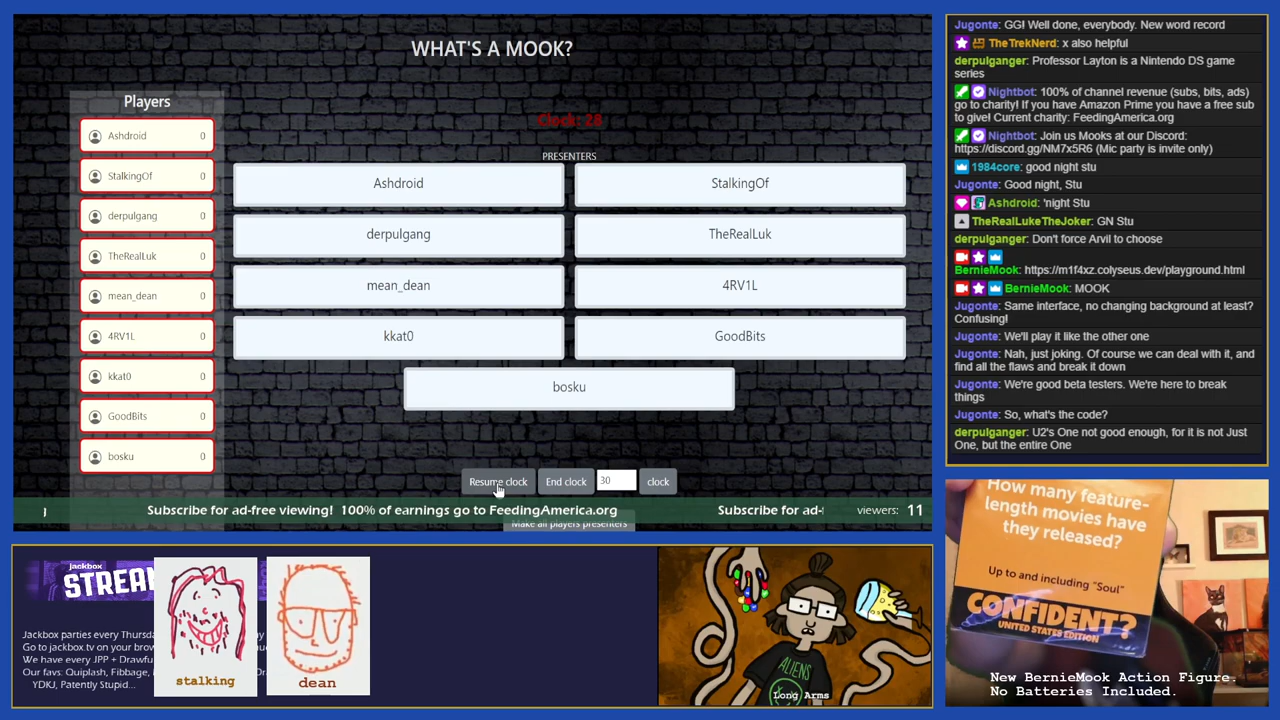 WHAT'S A MOOK?
Players
Ashdroid 0
StalkingOf 0
derpulgang 0
TheRealLuk 0
mean_dean 0
4RV1L 0
kkat0 0
GoodBits 0
bosku 0
Clock: 28
PRESENTERS
Ashdroid StalkingOf
derpulgang TheRealLuk
mean_dean 4RV1L
kkat0 GoodBits
bosku
Resume clock End clock 30 clock
Subscribe for ad-free viewing! 100% of earnings go to FeedingAmerica.org Subscribe for ad- viewers: 11
Make all players presenters
Jugonte: GG! Well done, everybody. New word record
TheTrekNerd: x also helpful
derpulganger: Professor Layton is a Nintendo DS game
series
Nightbot: 100% of channel revenue (subs, bits, ads)
go to charity! If you have Amazon Prime you have a free sub
to give! Current charity: FeedingAmerica.org
Nightbot: Join us Mooks at our Discord:
https://discord.gg/NM7x5R6 (Mic party is invite only)
1984core: good night stu
Jugonte: Good night, Stu
Ashdroid: 'night Stu
TheRealLukeTheJoker: GN Stu
derpulganger: Don't force Arvil to choose
BernieMook: https://m1f4xz.colyseus.dev/playground.html
BernieMook: MOOK
Jugonte: Same interface, no changing background at least?
Confusing!
Jugonte: We'll play it like the other one
Jugonte: Nah, just joking. Of course we can deal with it, and
find all the flaws and break it down
Jugonte: We're good beta testers. We're here to break
things
Jugonte: So, what's the code?
derpulganger: U2's One not good enough, for it is not Just
One, but the entire One
jackbox
STREA
Jackbox parties every Thursda
Go to jackbox.tv on your brow
We have every JPP + Drawfu
Our favs: Quiplash, Fibbage,
YDKJ, Patently Stupid...
stalking
dean
ALIENS
Long Arms
How many feature-
length movies have
they released?
Up to and including "Soul"
CONFIDENT?
UNITED STATES EDITION
New BernieMook Action Figure.
No Batteries Included.